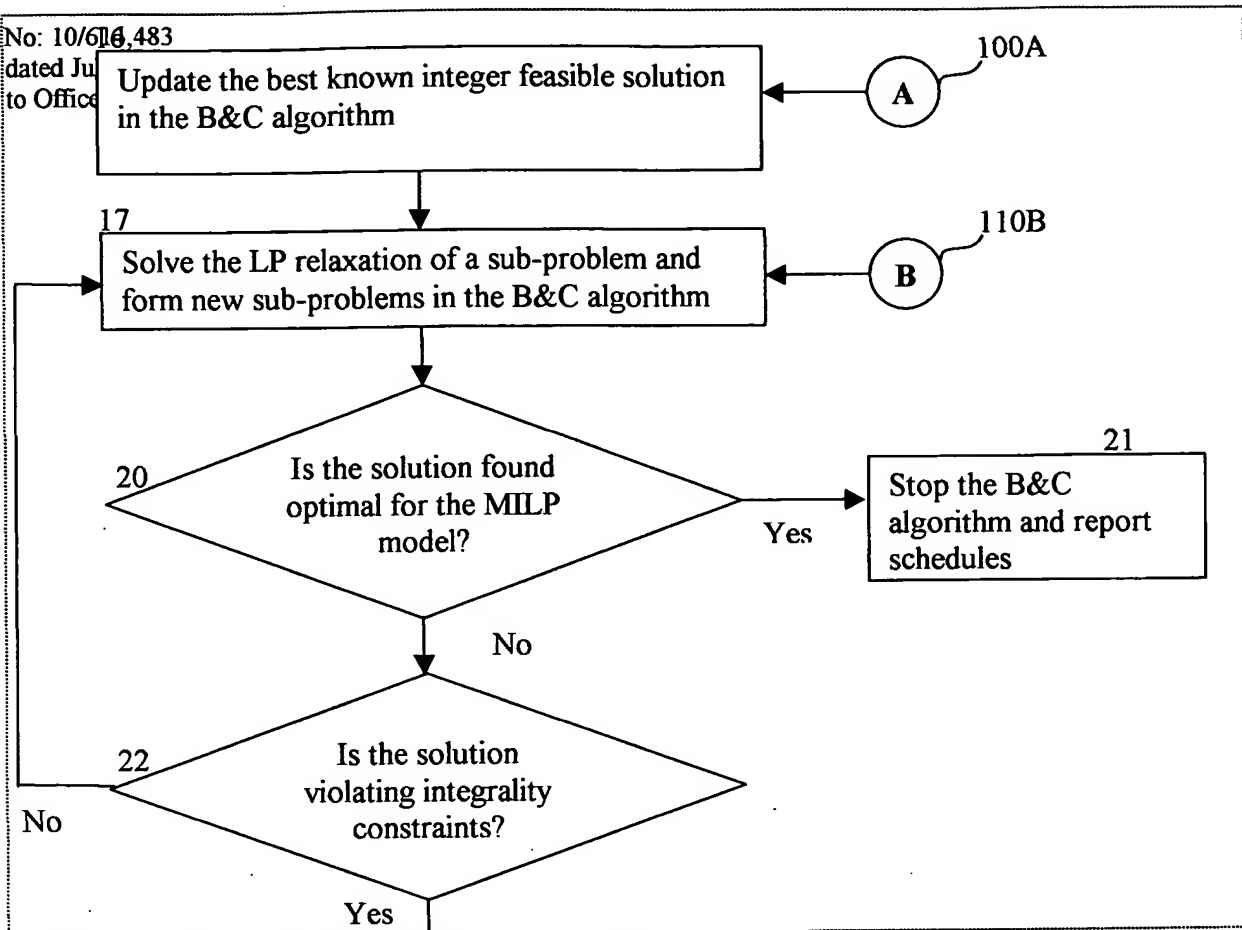 No: 10/616,483
dated Ju
to Office
16
Update the best known integer feasible solution
in the B&C algorithm
A
100A
17
Solve the LP relaxation of a sub-problem and
form new sub-problems in the B&C algorithm
B
110B
20
Is the solution found
optimal for the MILP
model?
Yes
21
Stop the B&C
algorithm and report
schedules
No
22
Is the solution
violating integrality
constraints?
No
Yes